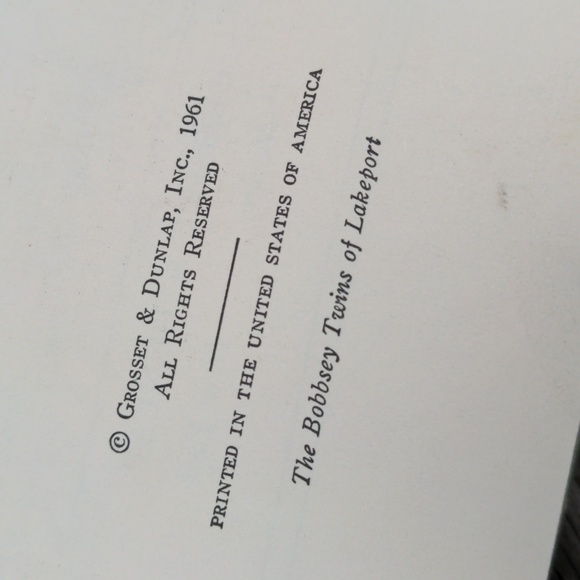 © GROSSET & DUNLAP, INC., 1961
ALL RIGHTS RESERVED
PRINTED IN THE UNITED STATES OF AMERICA
The Bobbsey Twins of Lakeport